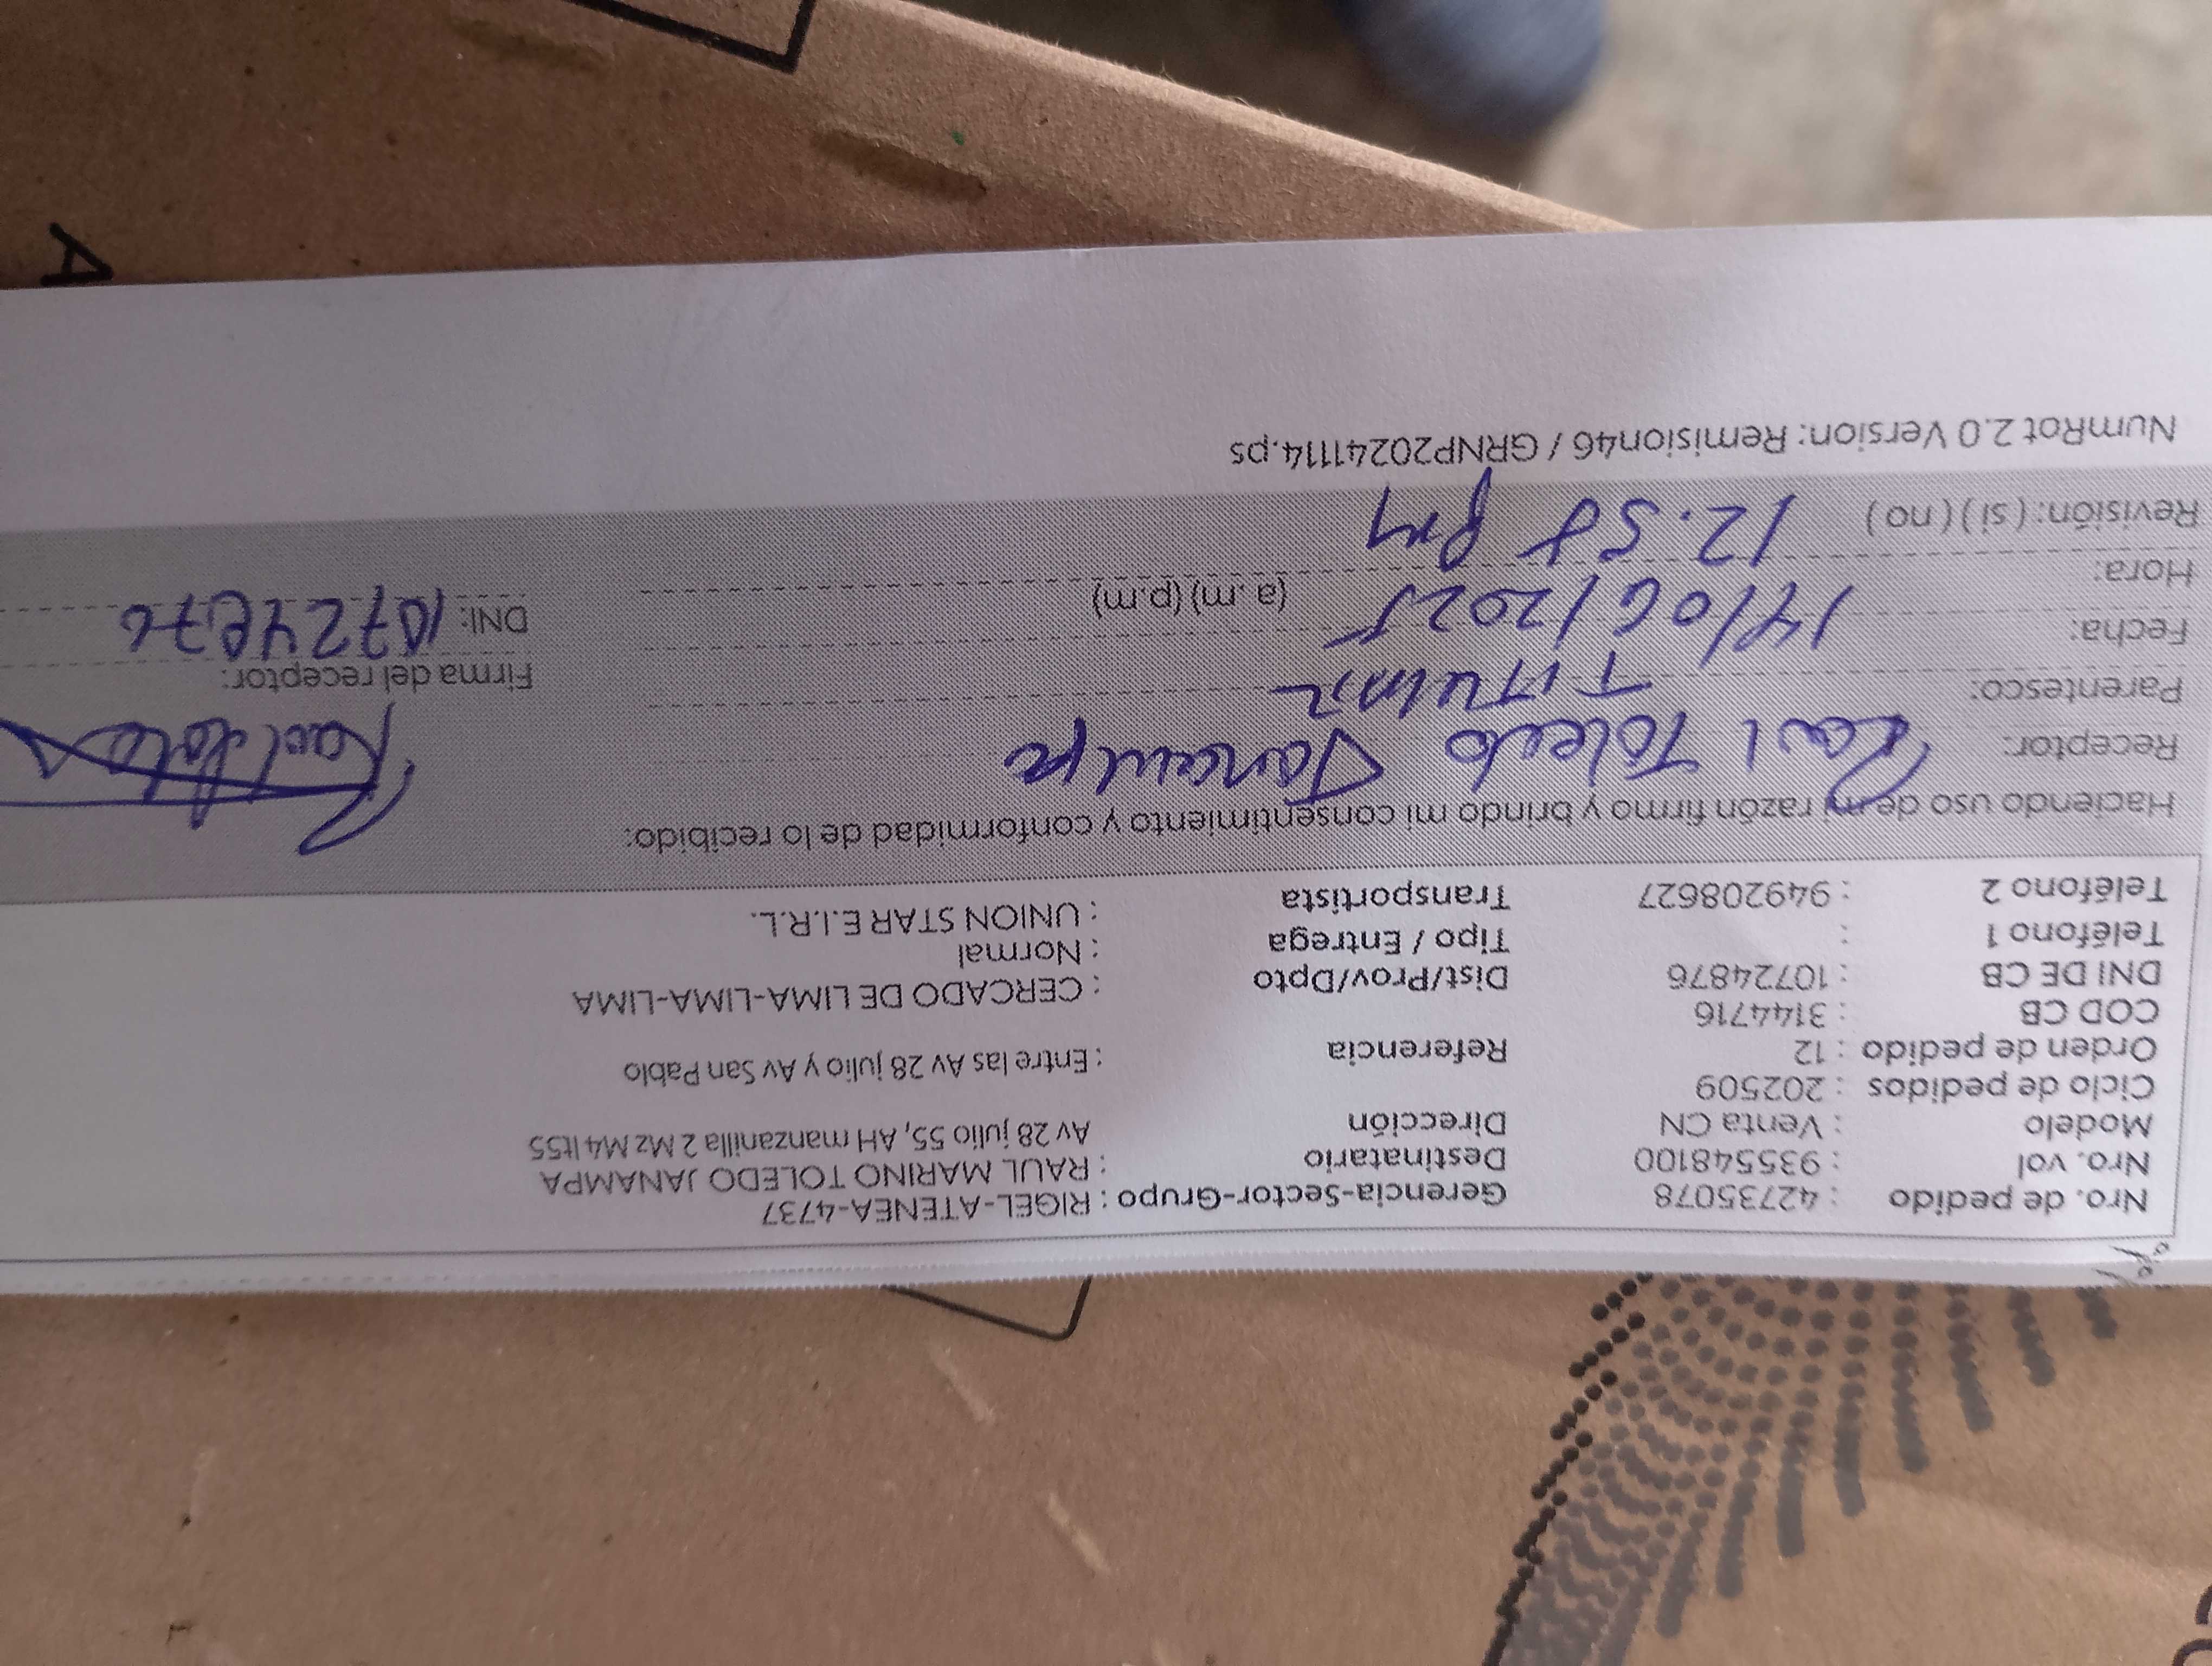 Nro. de pedido : 42735078 Gerencia-Sector-Grupo : RIGEL-ATENEA-4737
Nro. vol : 935548100 Destinatario : RAUL MARINO TOLEDO JANAMPA
Modelo : Venta CN Dirección Av 28 julio 55, AH manzanilla 2 Mz M4 lt55
Ciclo de pedidos : 202509
Orden de pedido : 12 Referencia : Entre las Av 28 julio y Av San Pablo
COD CB : 3144716
DNI DE CB : 10724876 Dist/Prov/Dpto : CERCADO DE LIMA-LIMA-LIMA
Teléfono 1 : Tipo / Entrega : Normal
Teléfono 2 : 949208627 Transportista : UNION STAR E.I.R.L.
Haciendo uso de mi razón firmo y brindo mi consentimiento y conformidad de lo recibido:
Receptor: Raul Toledo
Parentesco: Titular
Firma del receptor:
Fecha: 14/06/2025
DNI: 10724876
Hora: 12.58 pm (a.m) (p.m)
Revisión: (si) (no)
NumRot 2.0 Version: Remision46 / GRNP20241114.ps
A